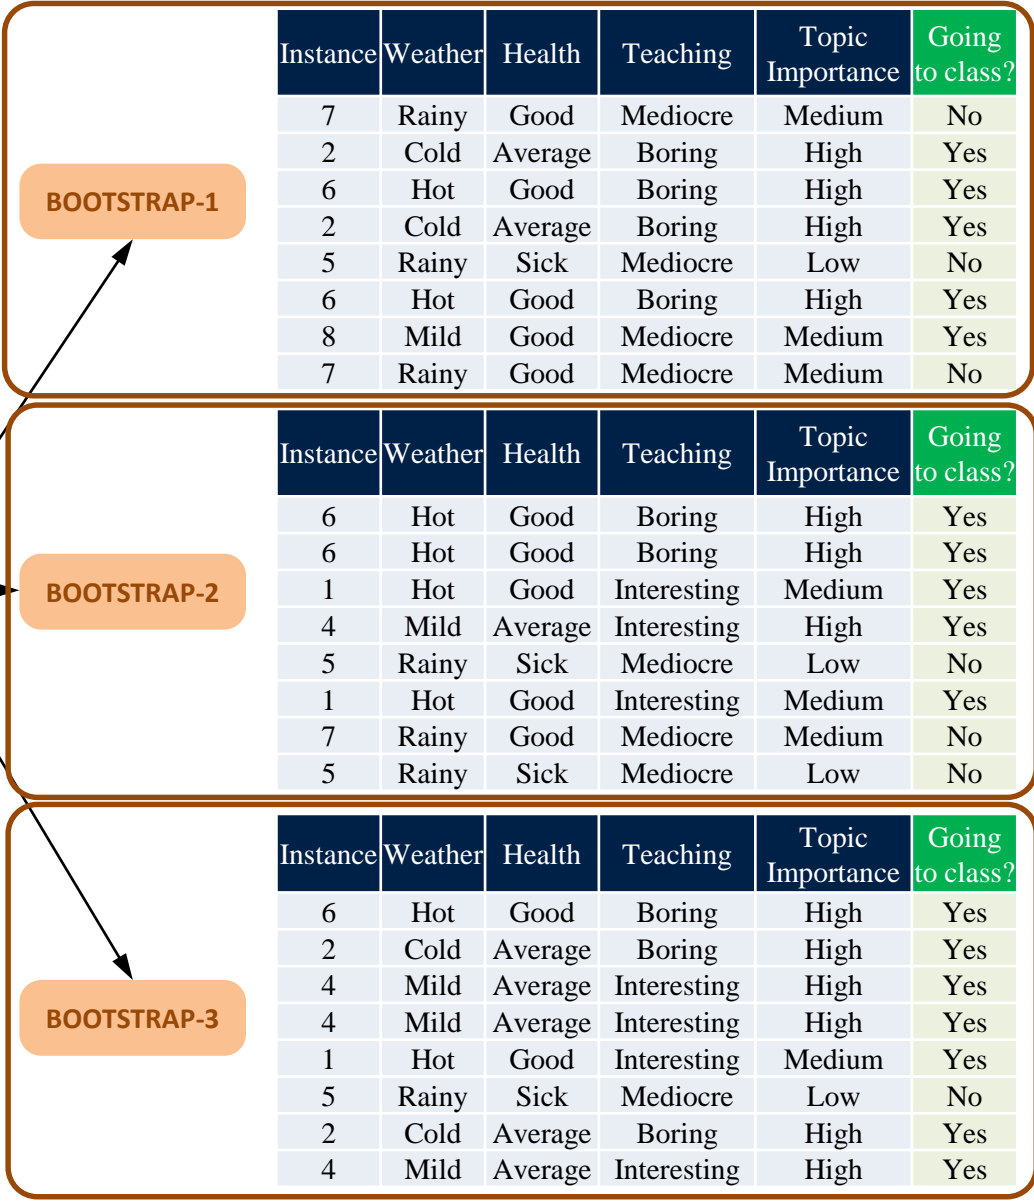 Instance Weather Health Teaching Topic Importance Going to class?
7 Rainy Good Mediocre Medium No
2 Cold Average Boring High Yes
6 Hot Good Boring High Yes
2 Cold Average Boring High Yes
5 Rainy Sick Mediocre Low No
6 Hot Good Boring High Yes
8 Mild Good Mediocre Medium Yes
7 Rainy Good Mediocre Medium No
BOOTSTRAP-1
Instance Weather Health Teaching Topic Importance Going to class?
6 Hot Good Boring High Yes
6 Hot Good Boring High Yes
1 Hot Good Interesting Medium Yes
4 Mild Average Interesting High Yes
5 Rainy Sick Mediocre Low No
1 Hot Good Interesting Medium Yes
7 Rainy Good Mediocre Medium No
5 Rainy Sick Mediocre Low No
BOOTSTRAP-2
Instance Weather Health Teaching Topic Importance Going to class?
6 Hot Good Boring High Yes
2 Cold Average Boring High Yes
4 Mild Average Interesting High Yes
4 Mild Average Interesting High Yes
1 Hot Good Interesting Medium Yes
5 Rainy Sick Mediocre Low No
2 Cold Average Boring High Yes
4 Mild Average Interesting High Yes
BOOTSTRAP-3